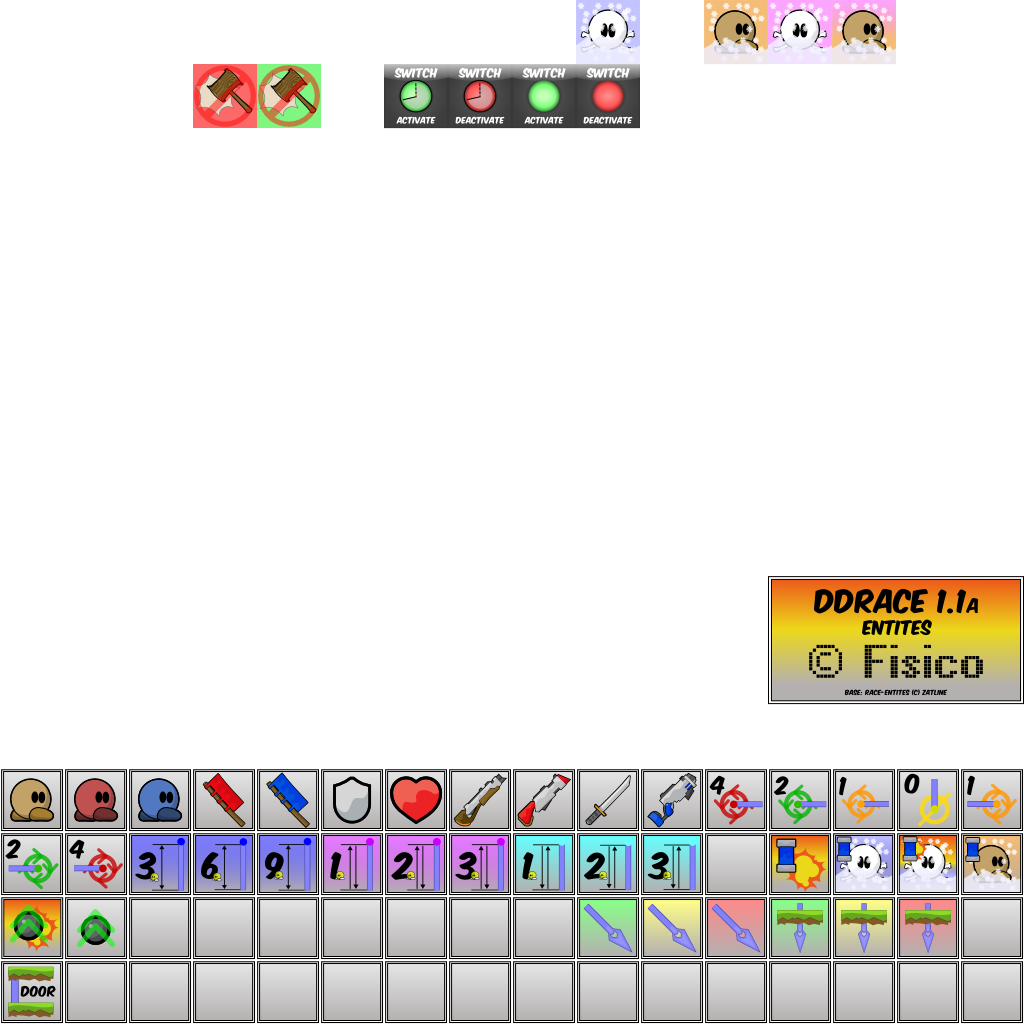 SWITCH SWITCH SWITCH SWITCH
ACTIVATE DEACTIVATE ACTIVATE DEACTIVATE
DDRACE 1.1A
ENTITES
© Fisico
BASE: RACE-ENTITES (C) ZATLINE
4 2 1 0 1
2 4 3 6 9 1 2 3 1 2 3
DOOR